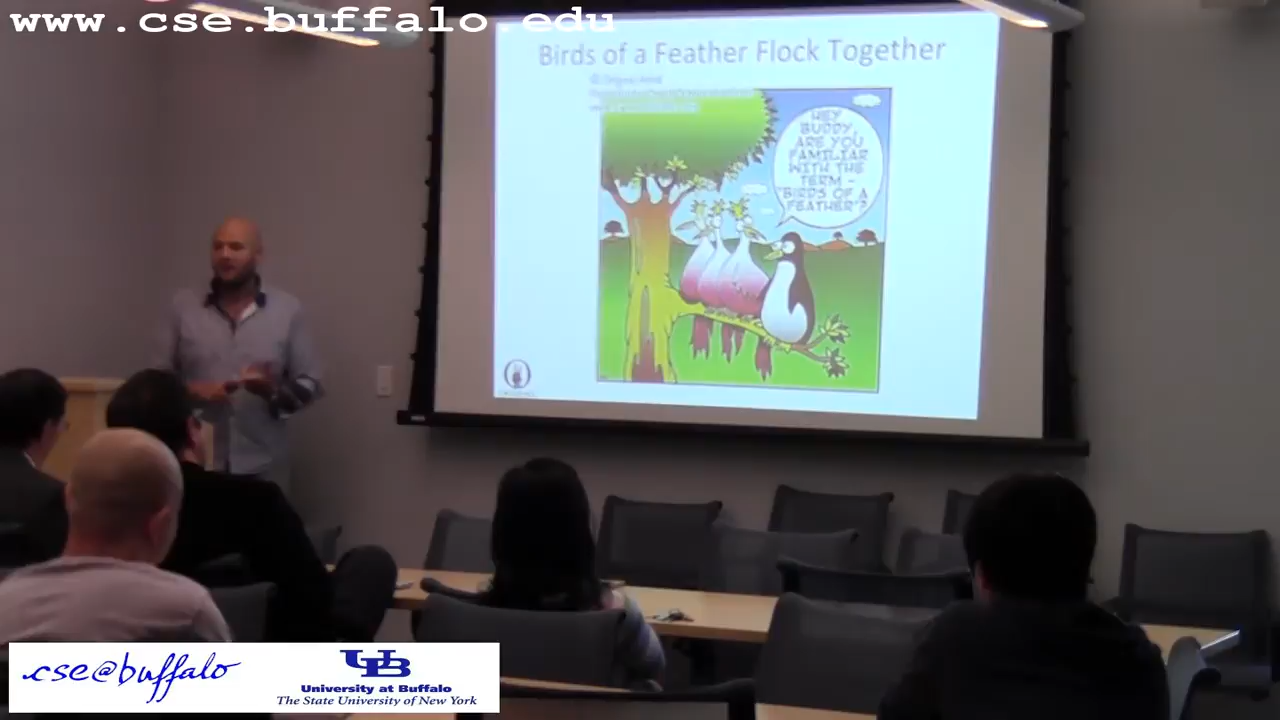 www.cse.buffalo.edu
Birds of a Feather Flock Together
HEY
BUDDY,
ARE YOU
FAMILIAR
WITH THE
TERM -
"BIRDS OF A
FEATHER"?
cse@buffalo
UB
University at Buffalo
The State University of New York